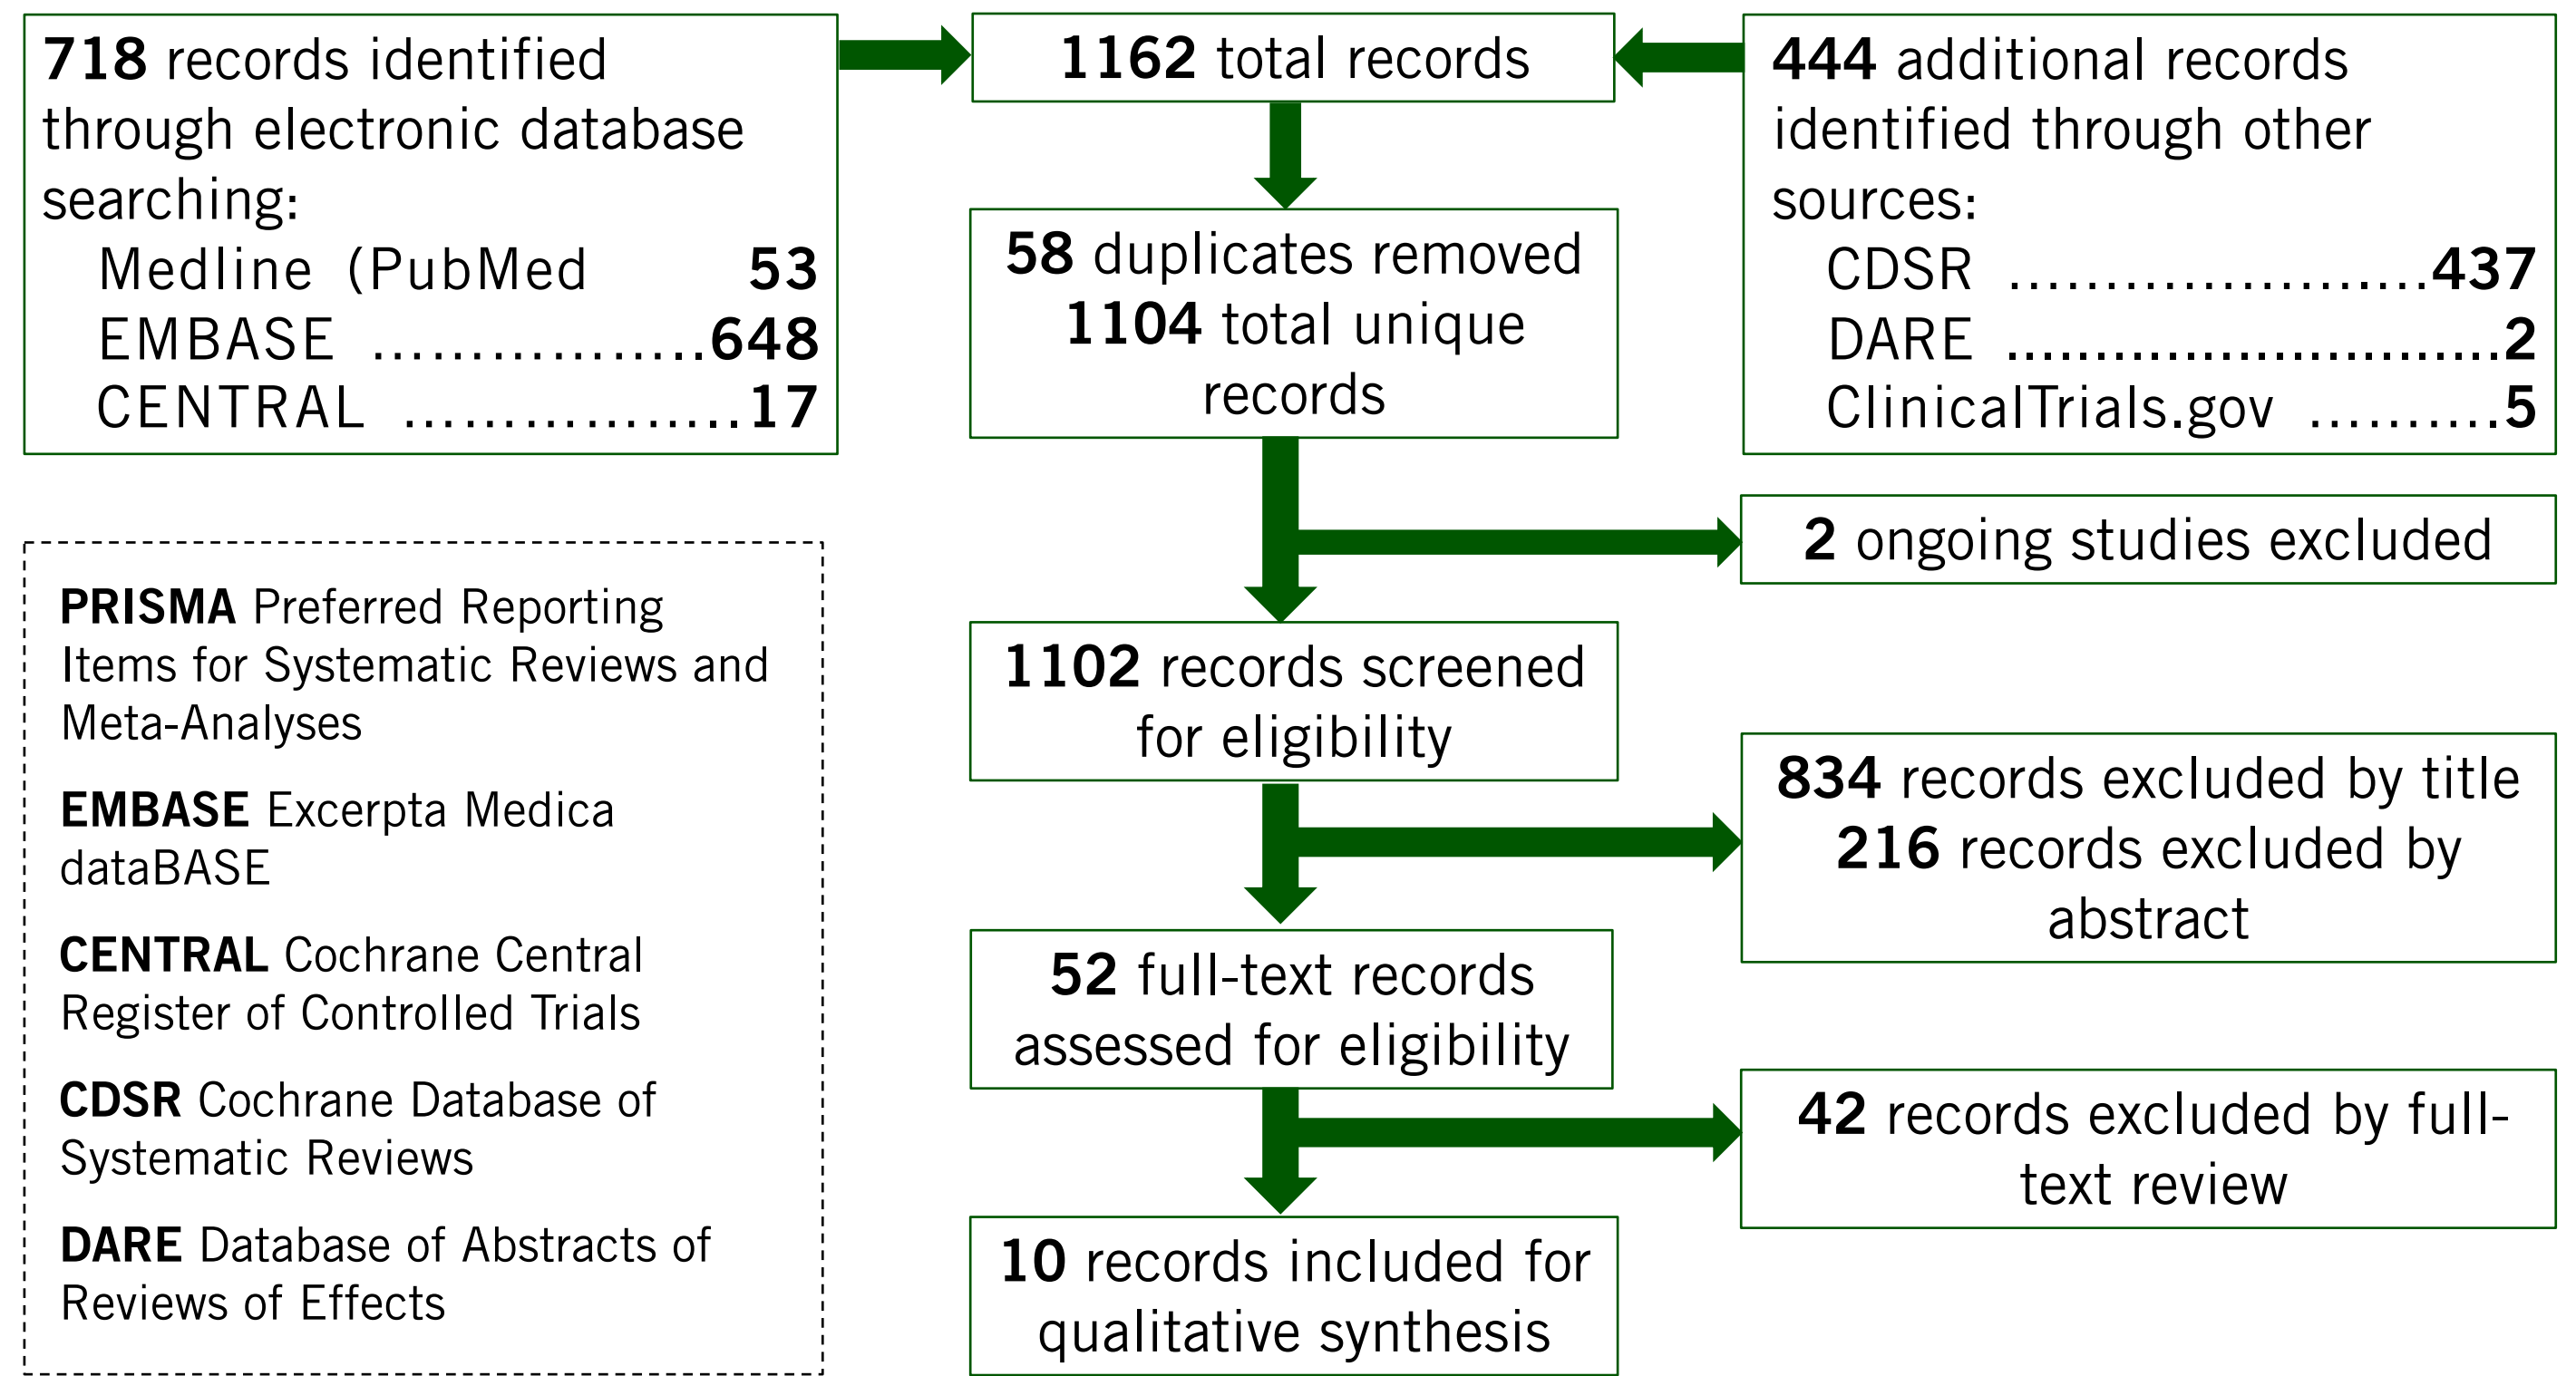 718 records identified
through electronic database
searching:
Medline (PubMed 53
EMBASE ...................648
CENTRAL ...................17
1162 total records
444 additional records
identified through other
sources:
CDSR ......................437
DARE ............................2
ClinicalTrials.gov ..........5
58 duplicates removed
1104 total unique
records
2 ongoing studies excluded
1102 records screened
for eligibility
834 records excluded by title
216 records excluded by
abstract
52 full-text records
assessed for eligibility
42 records excluded by full-
text review
10 records included for
qualitative synthesis
PRISMA Preferred Reporting
Items for Systematic Reviews and
Meta-Analyses
EMBASE Excerpta Medica
dataBASE
CENTRAL Cochrane Central
Register of Controlled Trials
CDSR Cochrane Database of
Systematic Reviews
DARE Database of Abstracts of
Reviews of Effects